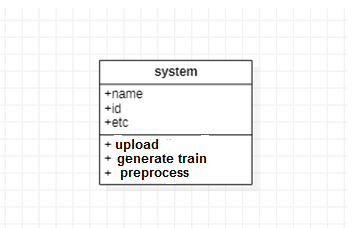 system
+name
+id
+etc
+ upload
+ generate train
+ preprocess